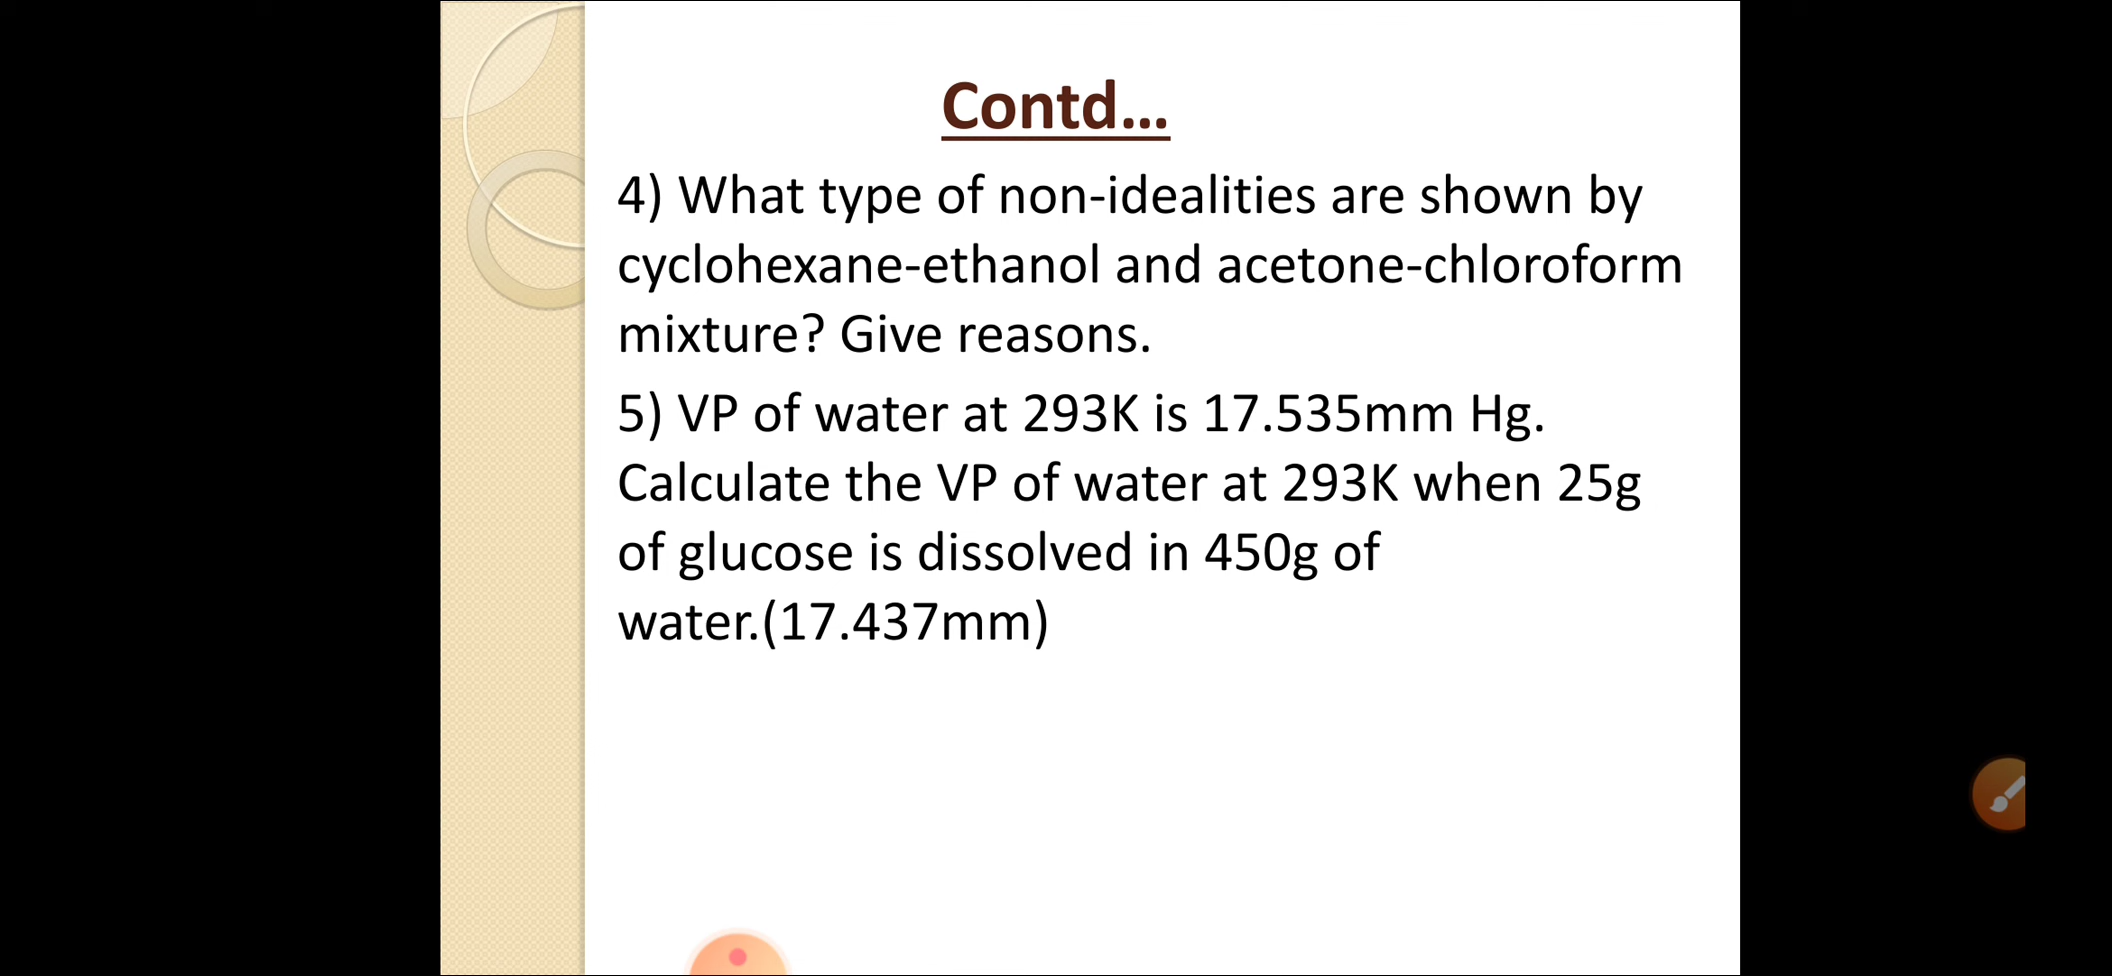 Contd...
4) What type of non-idealities are shown by
cyclohexane-ethanol and acetone-chloroform
mixture? Give reasons.
5) VP of water at 293K is 17.535mm Hg.
Calculate the VP of water at 293K when 25g
of glucose is dissolved in 450g of
water.(17.437mm)